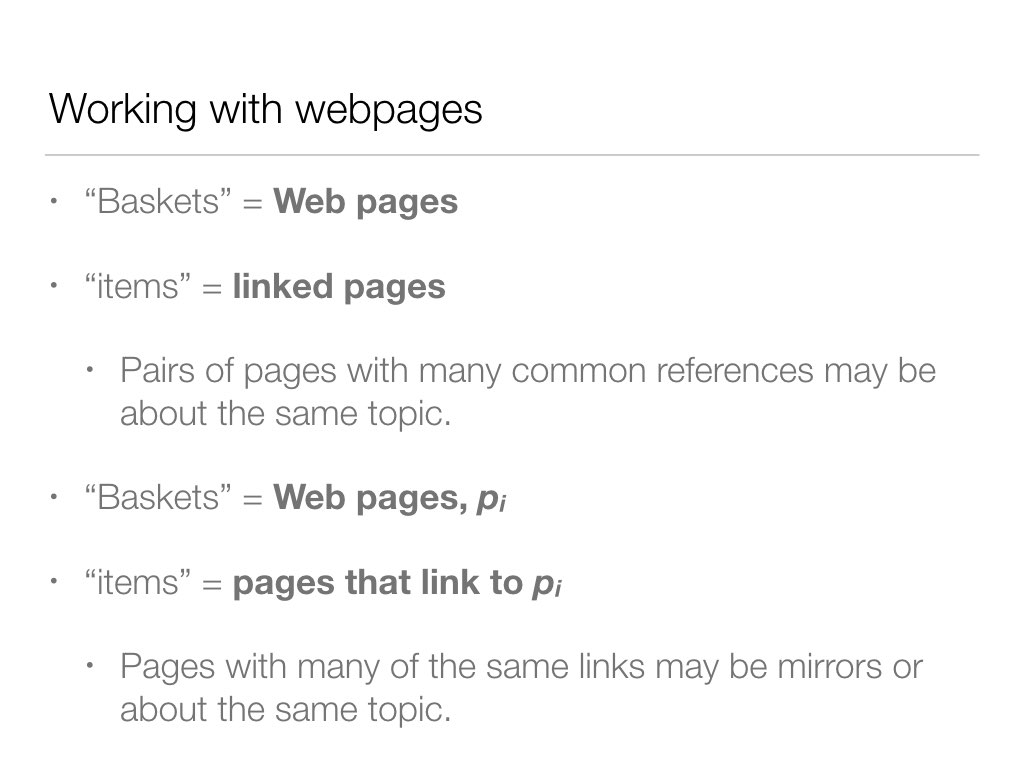 Working with webpages
• “Baskets” = Web pages
• “items” = linked pages
• Pairs of pages with many common references may be
about the same topic.
• “Baskets” = Web pages, pi
• “items” = pages that link to pi
• Pages with many of the same links may be mirrors or
about the same topic.